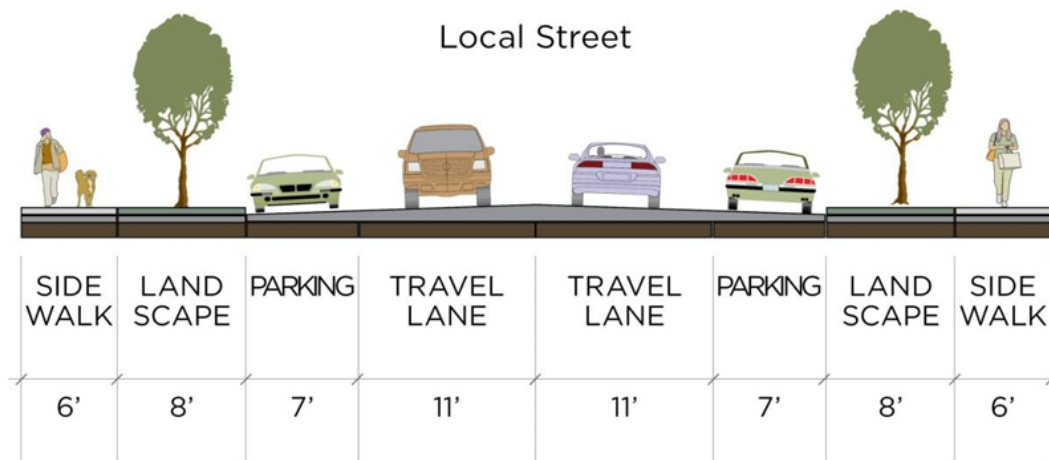 Local Street
SIDE
WALK
LAND
SCAPE
PARKING
TRAVEL
LANE
TRAVEL
LANE
PARKING
LAND
SCAPE
SIDE
WALK
6’
8’
7’
11’
11’
7’
8’
6’